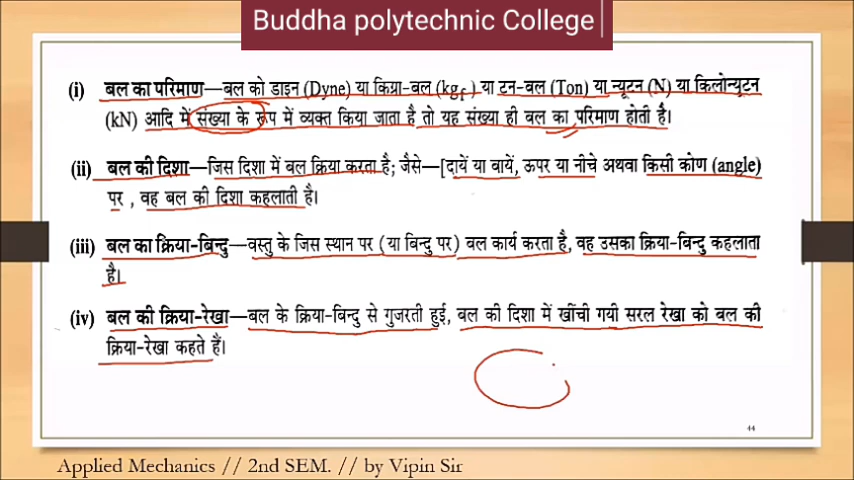 Buddha polytechnic College
(i) बल का परिमाण—बल को डाइन (Dyne) या किग्रा-बल (kgf) या टन-बल (Ton) या न्यूटन (N) या किलोन्यूटन
(kN) आदि में संख्या के रूप में व्यक्त किया जाता है तो यह संख्या ही बल का परिमाण होती है।
(ii) बल की दिशा—जिस दिशा में बल क्रिया करता है; जैसे—[दायें या वायें, ऊपर या नीचे अथवा किसी कोण (angle)
पर , वह बल की दिशा कहलाती है।
(iii) बल का क्रिया-बिन्दु—वस्तु के जिस स्थान पर (या बिन्दु पर) वल कार्य करता है, वह उसका क्रिया-विन्दु कहलाता
है।
(iv) बल की क्रिया-रेखा—बल के क्रिया-विन्दु से गुजरती हुई, बल की दिशा में खींची गयी सरल रेखा को बल की
क्रिया-रेखा कहते हैं।
44
Applied Mechanics // 2nd SEM. // by Vipin Sir